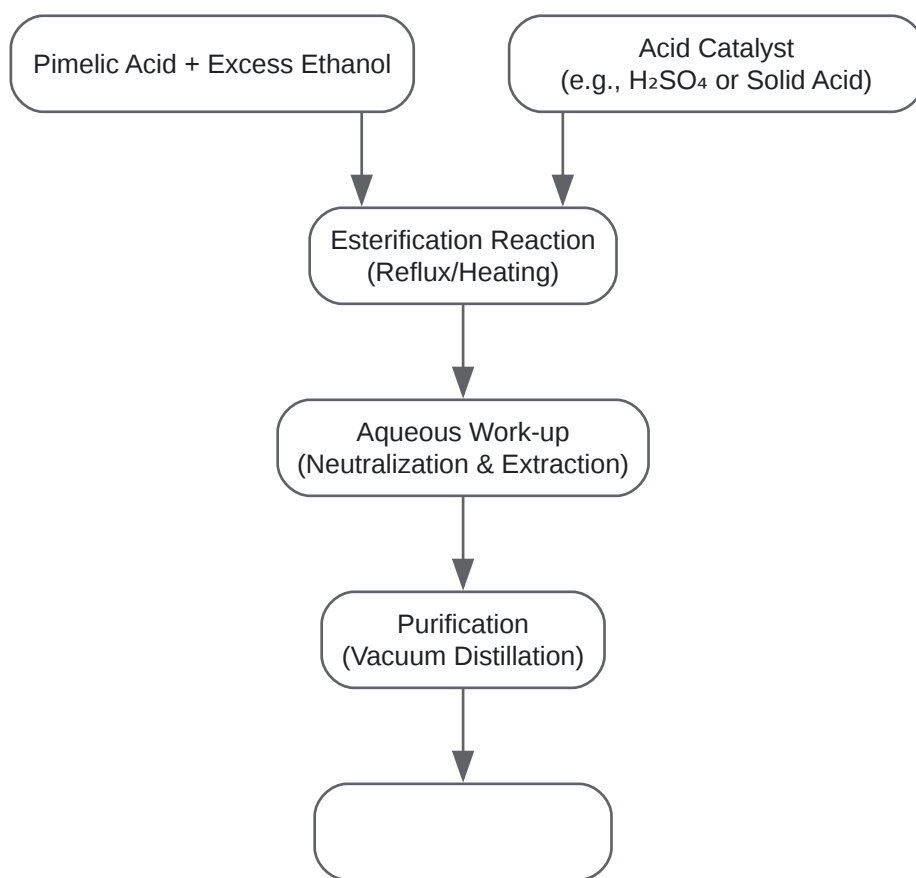 Pimelic Acid + Excess Ethanol
Acid Catalyst
(e.g., H₂SO₄ or Solid Acid)
Esterification Reaction
(Reflux/Heating)
Aqueous Work-up
(Neutralization & Extraction)
Purification
(Vacuum Distillation)